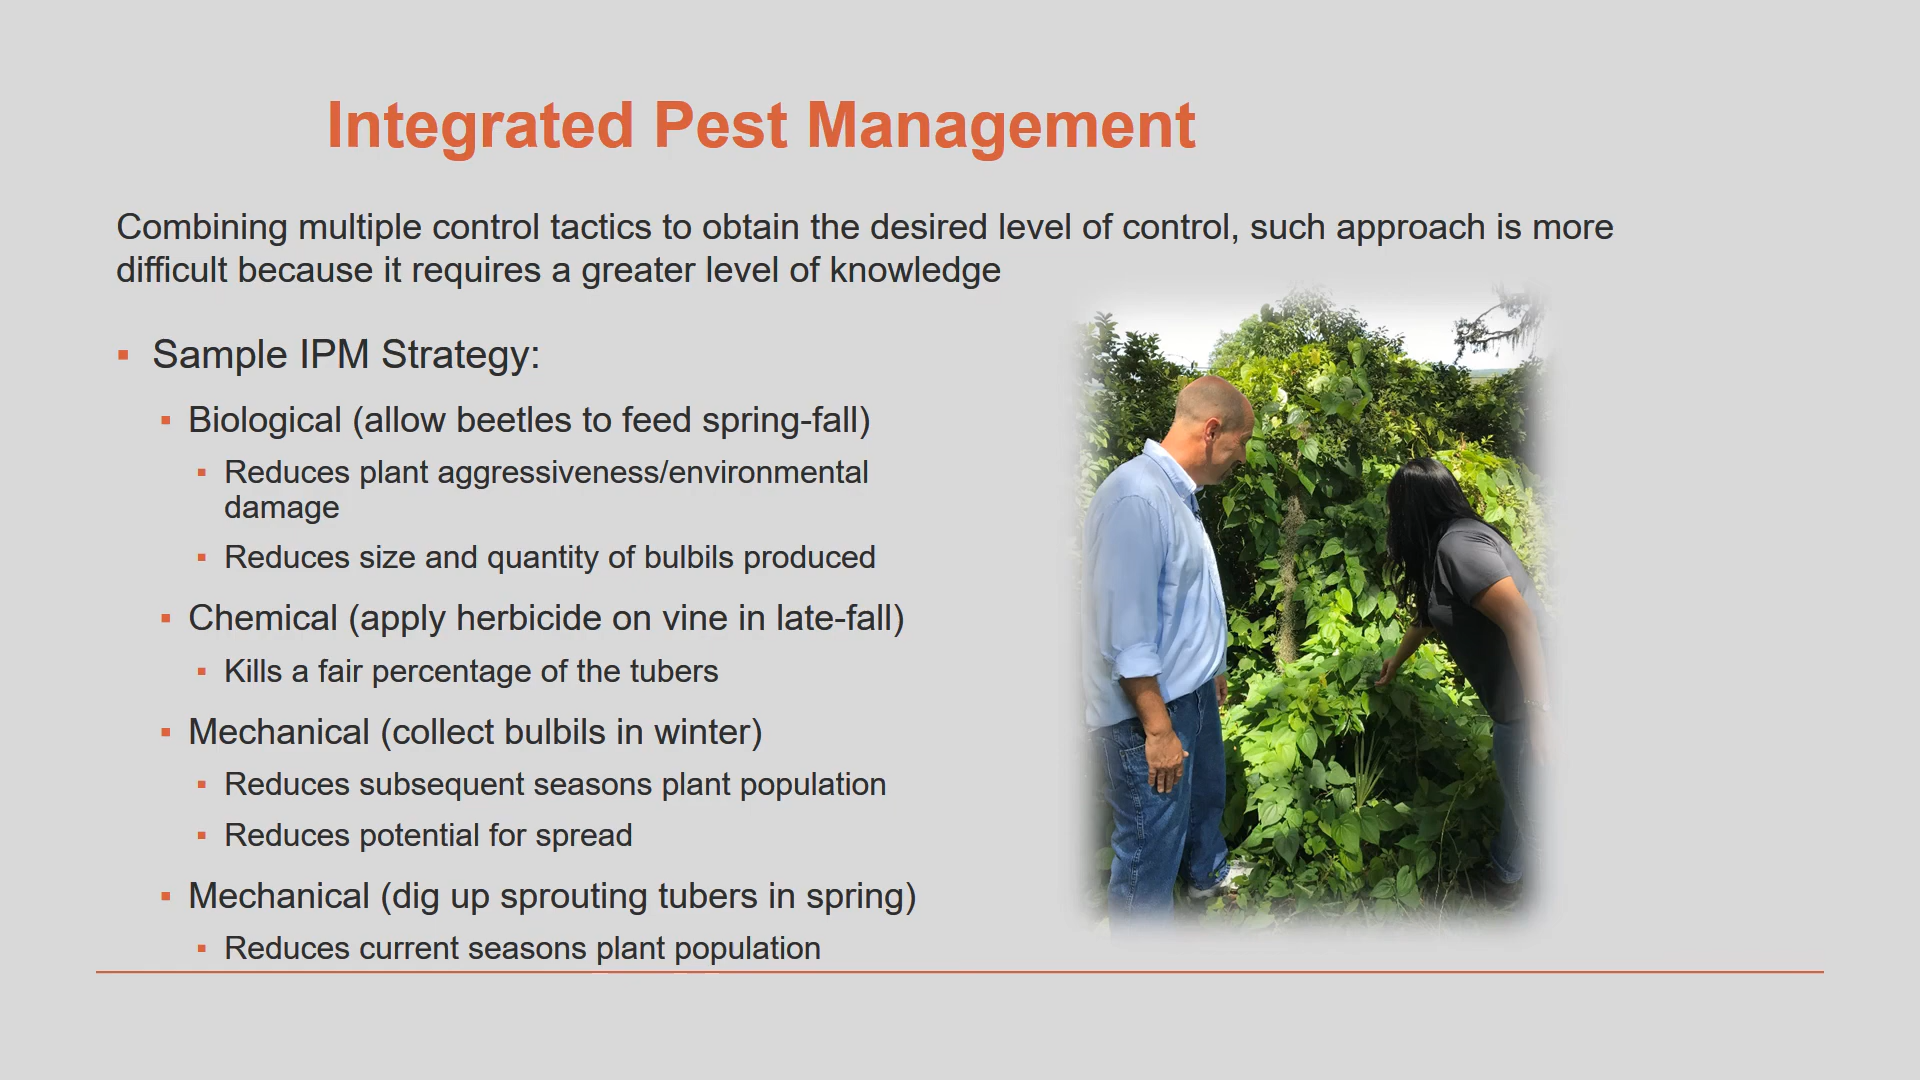 Integrated Pest Management
Combining multiple control tactics to obtain the desired level of control, such approach is more
difficult because it requires a greater level of knowledge
▪ Sample IPM Strategy:
▪ Biological (allow beetles to feed spring-fall)
▪ Reduces plant aggressiveness/environmental
damage
▪ Reduces size and quantity of bulbils produced
▪ Chemical (apply herbicide on vine in late-fall)
▪ Kills a fair percentage of the tubers
▪ Mechanical (collect bulbils in winter)
▪ Reduces subsequent seasons plant population
▪ Reduces potential for spread
▪ Mechanical (dig up sprouting tubers in spring)
▪ Reduces current seasons plant population